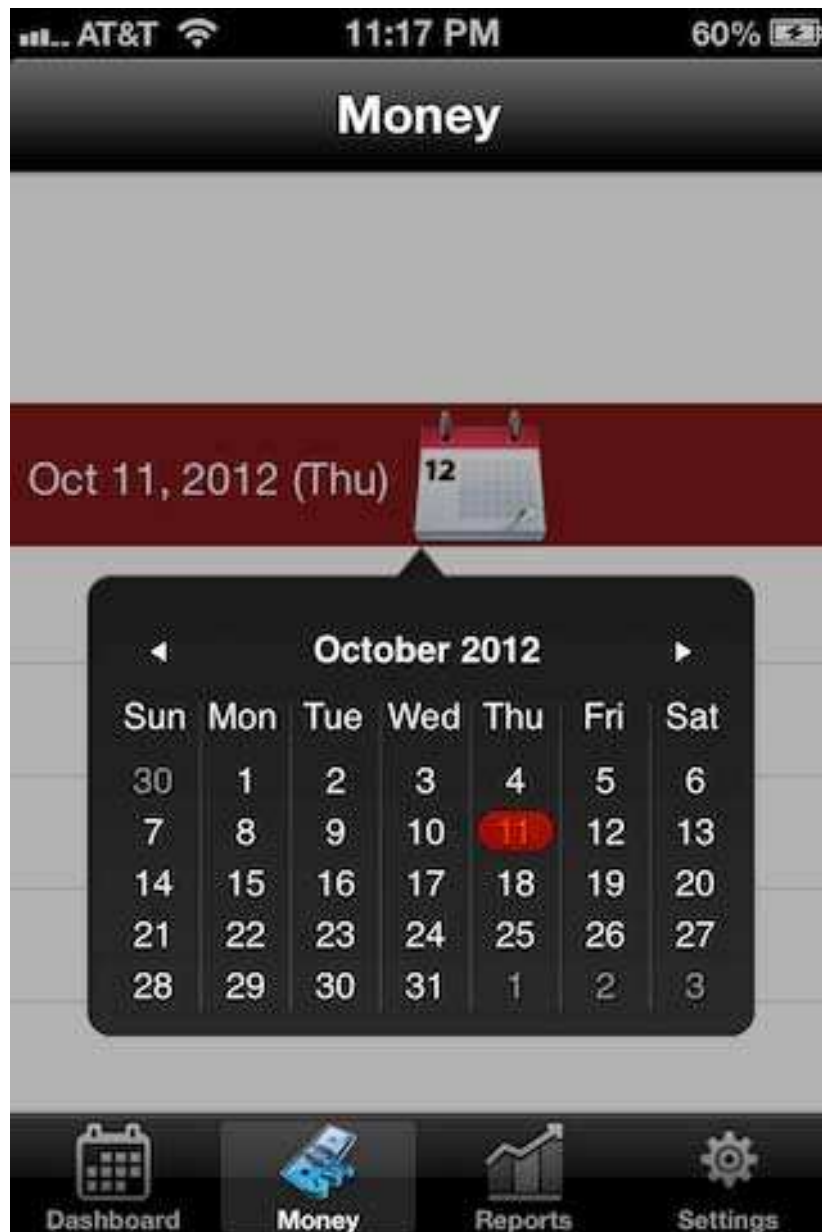 AT&T 11:17 PM 60%
Money
Oct 11, 2012 (Thu) 12
October 2012
Sun Mon Tue Wed Thu Fri Sat
30 1 2 3 4 5 6
7 8 9 10 11 12 13
14 15 16 17 18 19 20
21 22 23 24 25 26 27
28 29 30 31 1 2 3
Dashboard Money Reports Settings